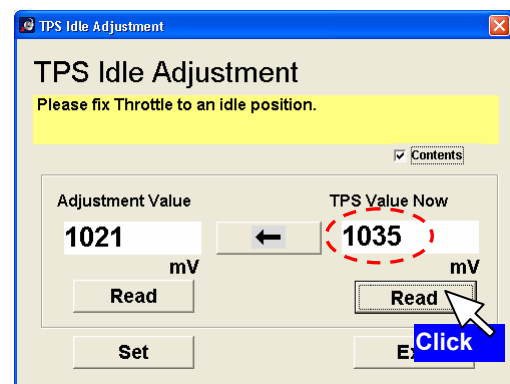 TPS Idle Adjustment
TPS Idle Adjustment
Please fix Throttle to an idle position.
Contents
Adjustment Value TPS Value Now
1021 1035
mV mV
Read Read
Click
Set